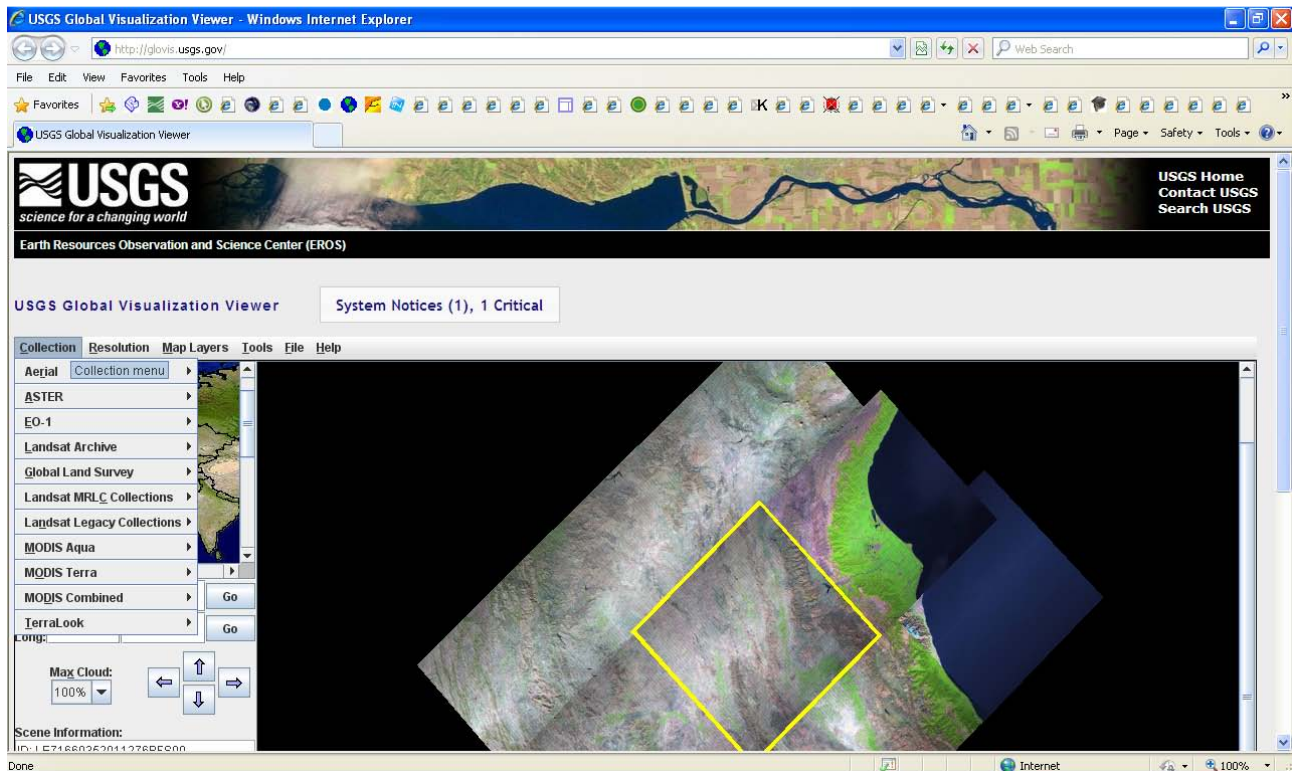 USGS Global Visualization Viewer - Windows Internet Explorer
http://glovis.usgs.gov/
Web Search
File Edit View Favorites Tools Help
Favorites
USGS Global Visualization Viewer
Page Safety Tools
USGS
science for a changing world
USGS Home
Contact USGS
Search USGS
Earth Resources Observation and Science Center (EROS)
USGS Global Visualization Viewer
System Notices (1), 1 Critical
Collection Resolution Map Layers Tools File Help
Aerial
Collection menu
ASTER
EO-1
Landsat Archive
Global Land Survey
Landsat MRLC Collections
Landsat Legacy Collections
MODIS Aqua
MODIS Terra
MODIS Combined
Go
TerraLook
Go
Long:
Max Cloud:
100%
Scene Information:
Done
Internet
100%